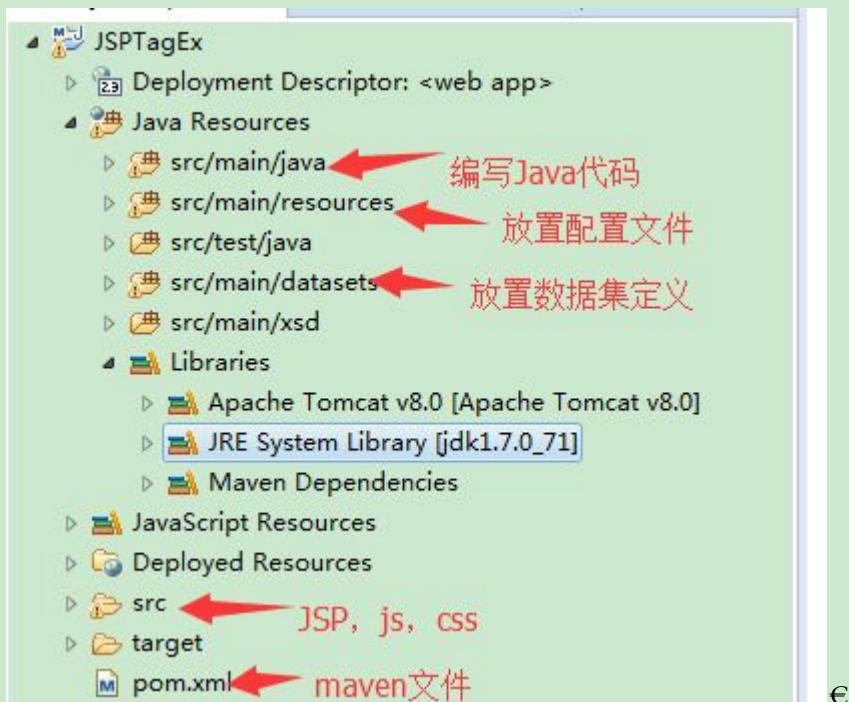 JSPTagEx
Deployment Descriptor: <web app>
Java Resources
src/main/java 编写Java代码
src/main/resources 放置配置文件
src/test/java
src/main/datasets 放置数据集定义
src/main/xsd
Libraries
Apache Tomcat v8.0 [Apache Tomcat v8.0]
JRE System Library [jdk1.7.0_71]
Maven Dependencies
JavaScript Resources
Deployed Resources
src JSP, js, css
target
pom.xml maven文件
€